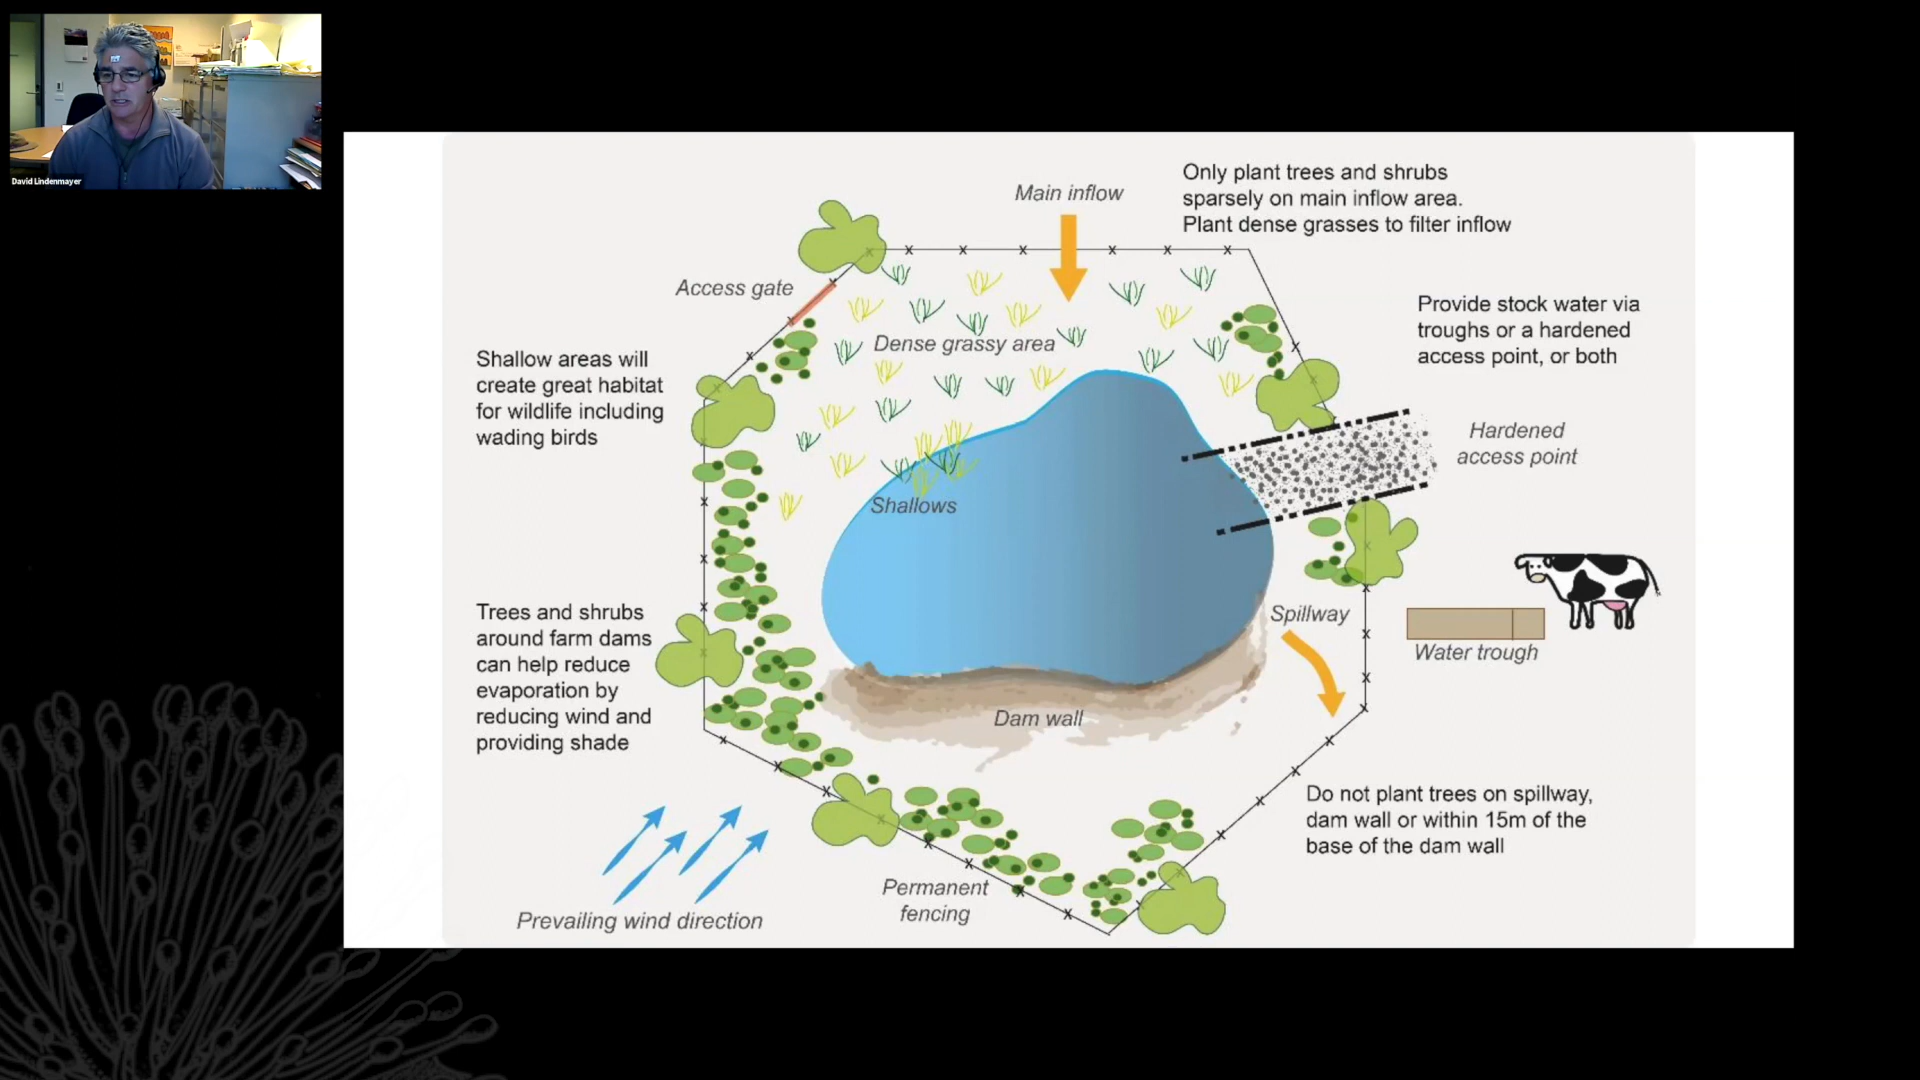 David Lindenmayer
Main inflow
Only plant trees and shrubs
sparsely on main inflow area.
Plant dense grasses to filter inflow
Access gate
Provide stock water via
troughs or a hardened
access point, or both
Dense grassy area
Shallow areas will
create great habitat
for wildlife including
wading birds
Hardened
access point
Shallows
Trees and shrubs
around farm dams
can help reduce
evaporation by
reducing wind and
providing shade
Spillway
Water trough
Dam wall
Do not plant trees on spillway,
dam wall or within 15m of the
base of the dam wall
Permanent
fencing
Prevailing wind direction